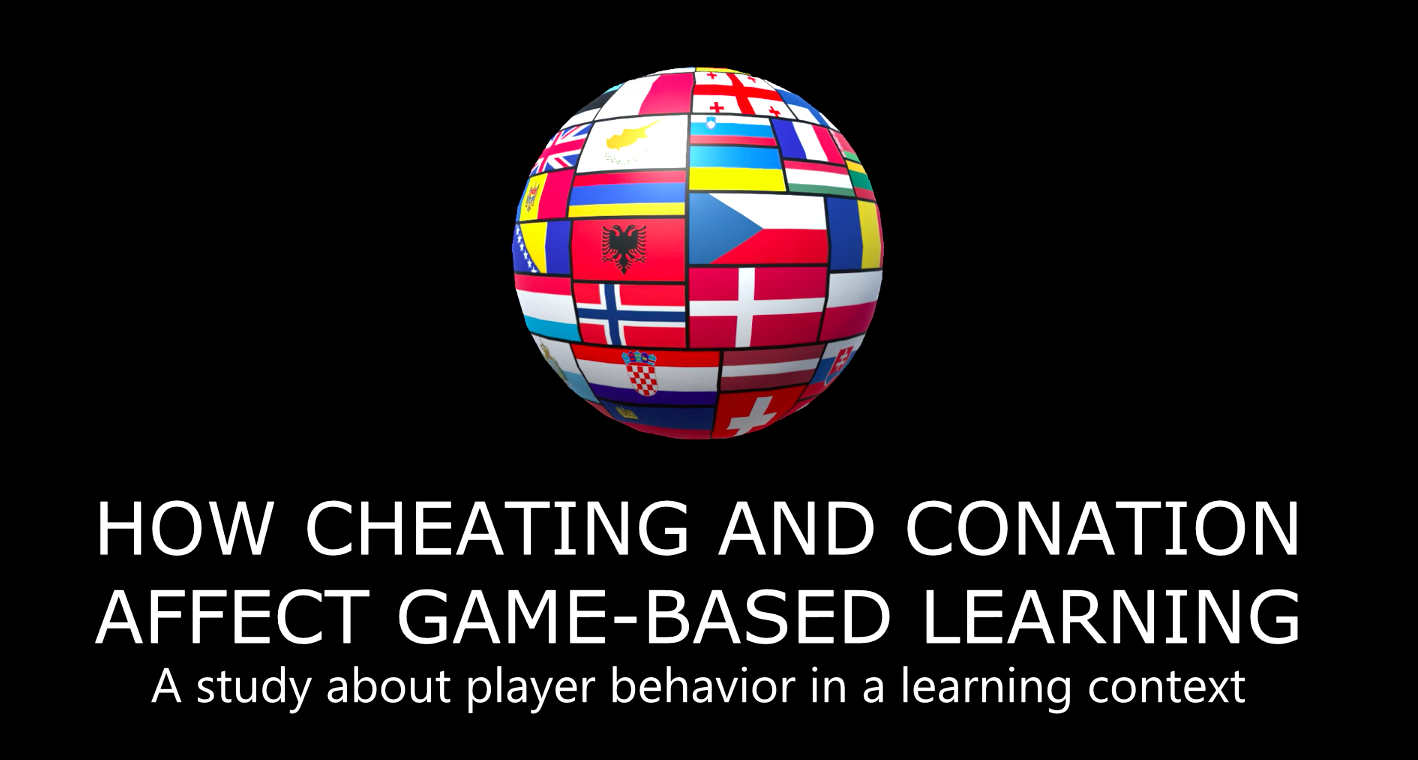 HOW CHEATING AND CONATION
AFFECT GAME-BASED LEARNING
A study about player behavior in a learning context